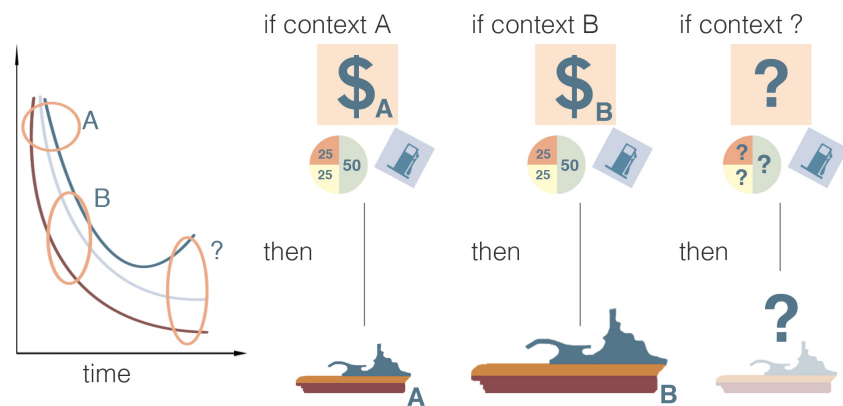 if context A
if context B
if context ?
$A
$B
?
A
B
?
25
25
50
25
25
50
?
?
?
then
then
then
?
time
A
B